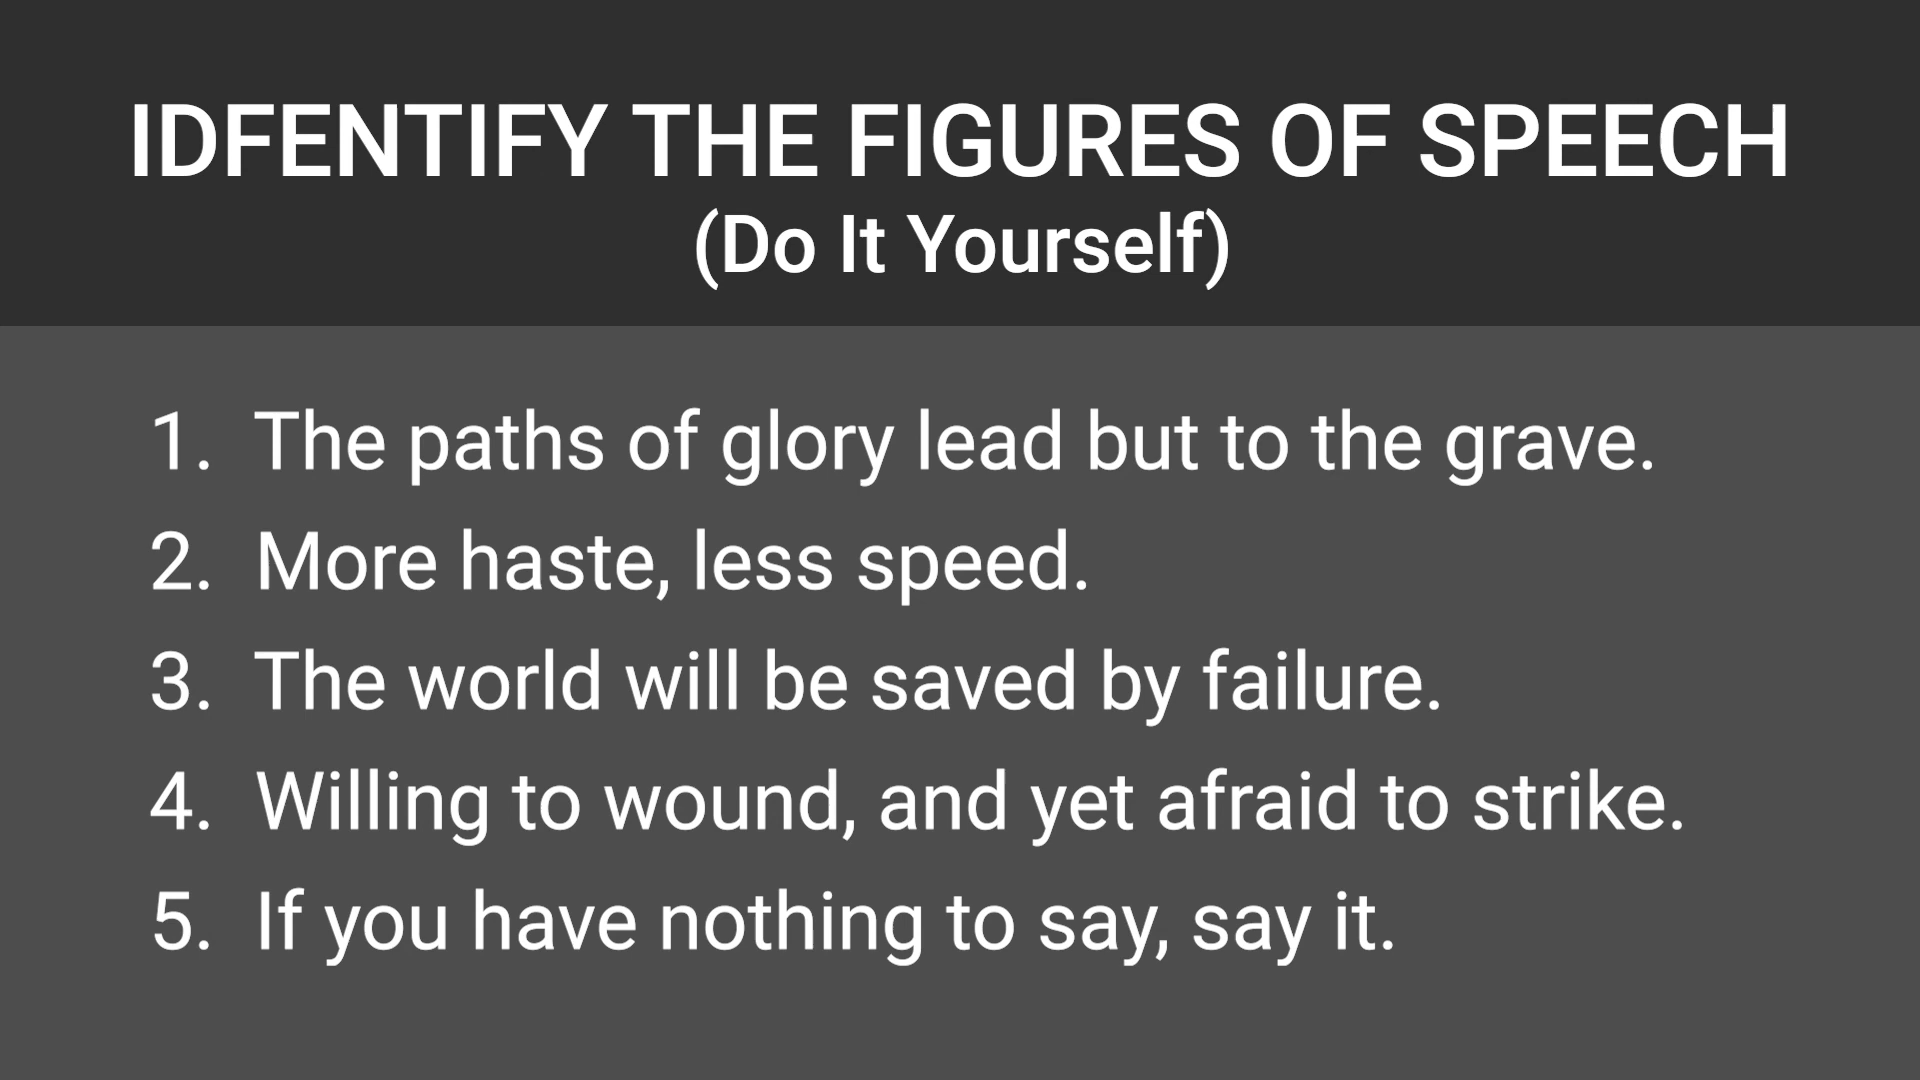 IDFENTIFY THE FIGURES OF SPEECH
(Do It Yourself)
1. The paths of glory lead but to the grave.
2. More haste, less speed.
3. The world will be saved by failure.
4. Willing to wound, and yet afraid to strike.
5. If you have nothing to say, say it.